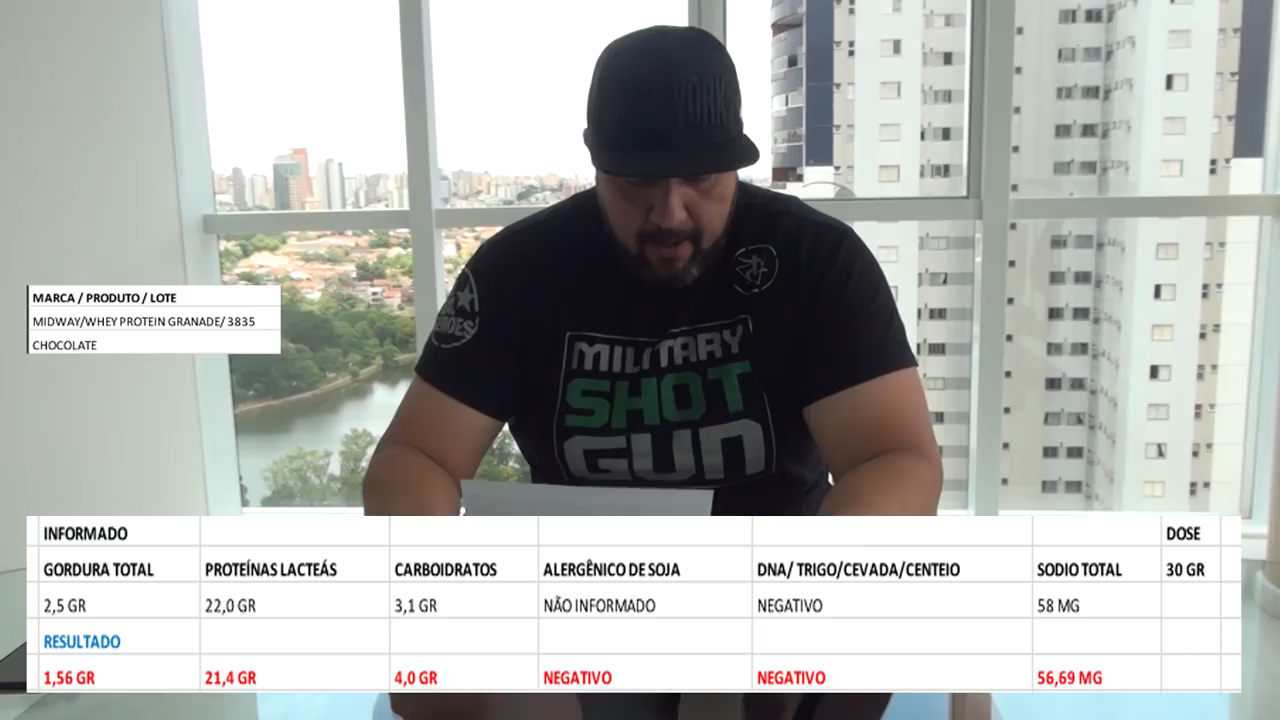 YORK
MARCA / PRODUTO / LOTE
MIDWAY/WHEY PROTEIN GRANADE/ 3835
CHOCOLATE
MILITARY
SHOT
GUN
INFORMADO DOSE
GORDURA TOTAL PROTEÍNAS LACTEÁS CARBOIDRATOS ALERGÊNICO DE SOJA DNA/ TRIGO/CEVADA/CENTEIO SODIO TOTAL 30 GR
2,5 GR 22,0 GR 3,1 GR NÃO INFORMADO NEGATIVO 58 MG
RESULTADO
1,56 GR 21,4 GR 4,0 GR NEGATIVO NEGATIVO 56,69 MG